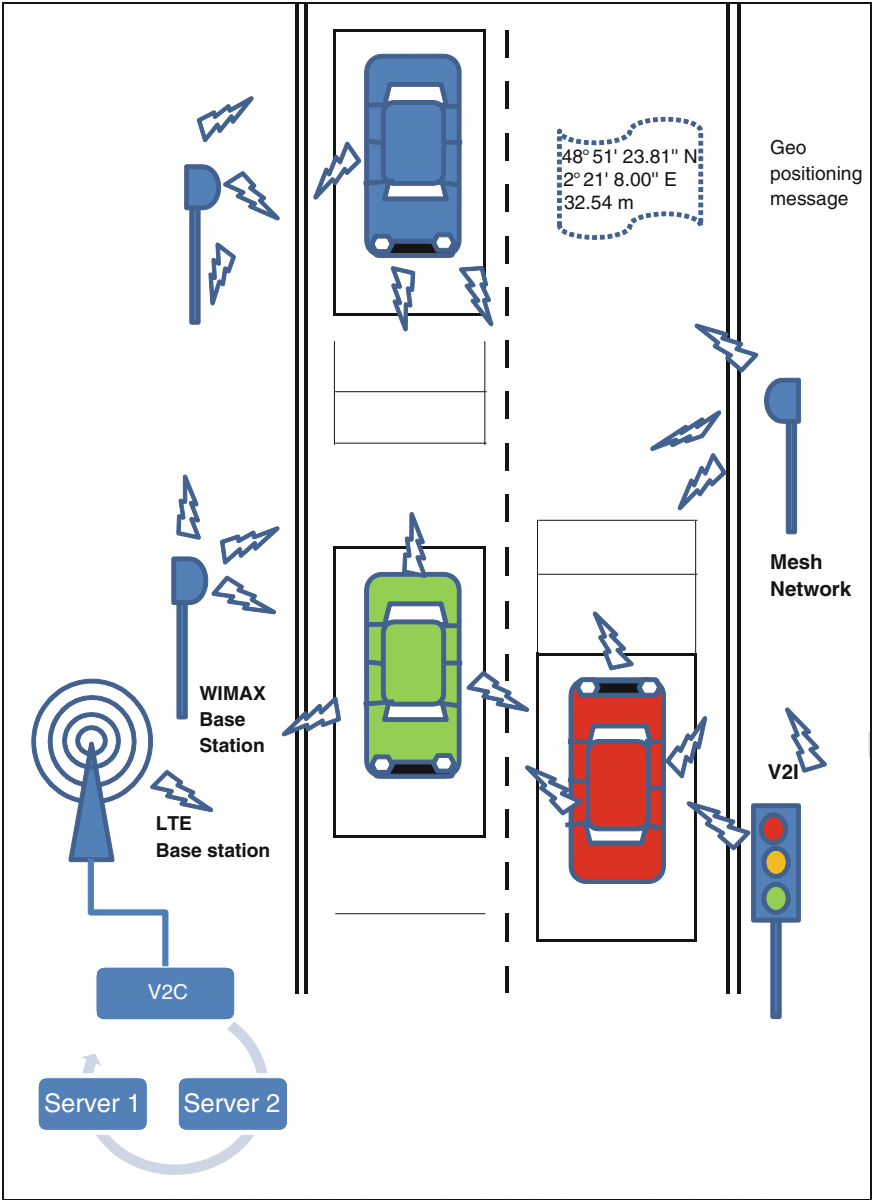 48° 51' 23.81" N
2° 21' 8.00" E
32.54 m
Geo
positioning
message
Mesh
Network
WIMAX
Base
Station
LTE
Base station
V2I
V2C
Server 1
Server 2